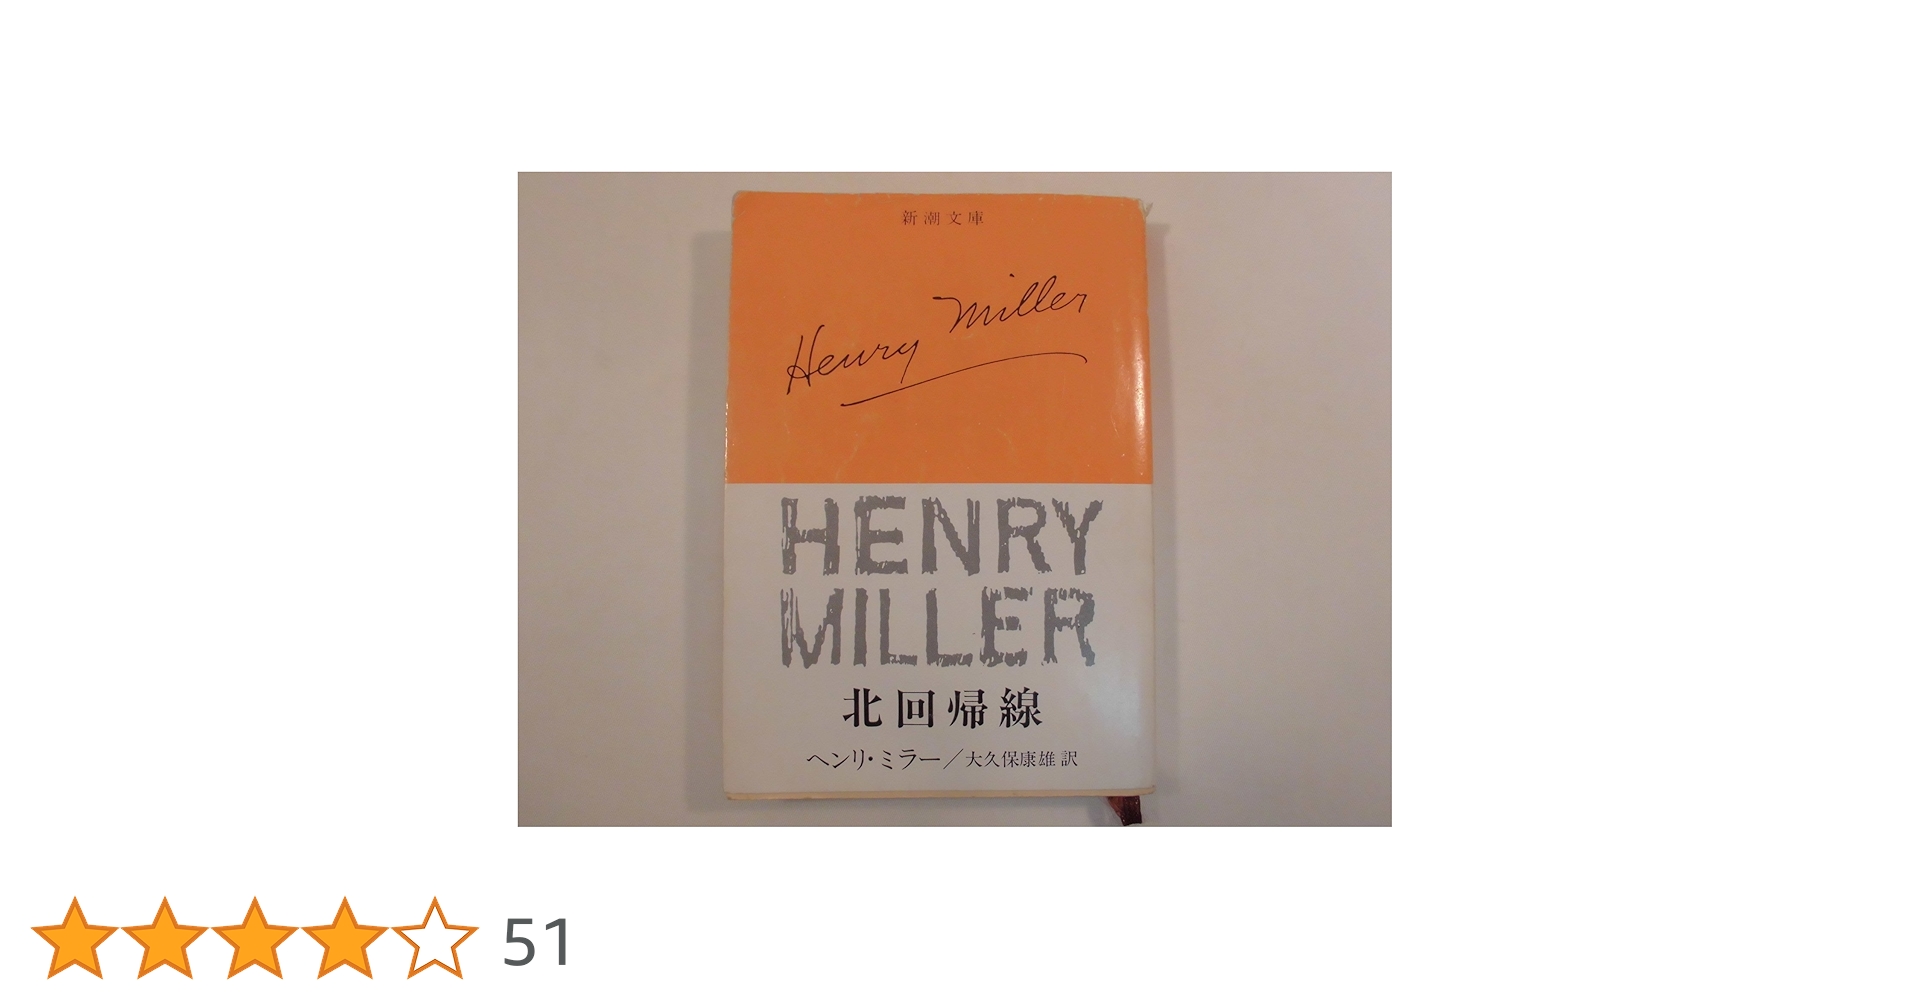 新潮文庫
Henry Miller
HENRY
MILLER
北回帰線
ヘンリ・ミラー／大久保康雄訳
51